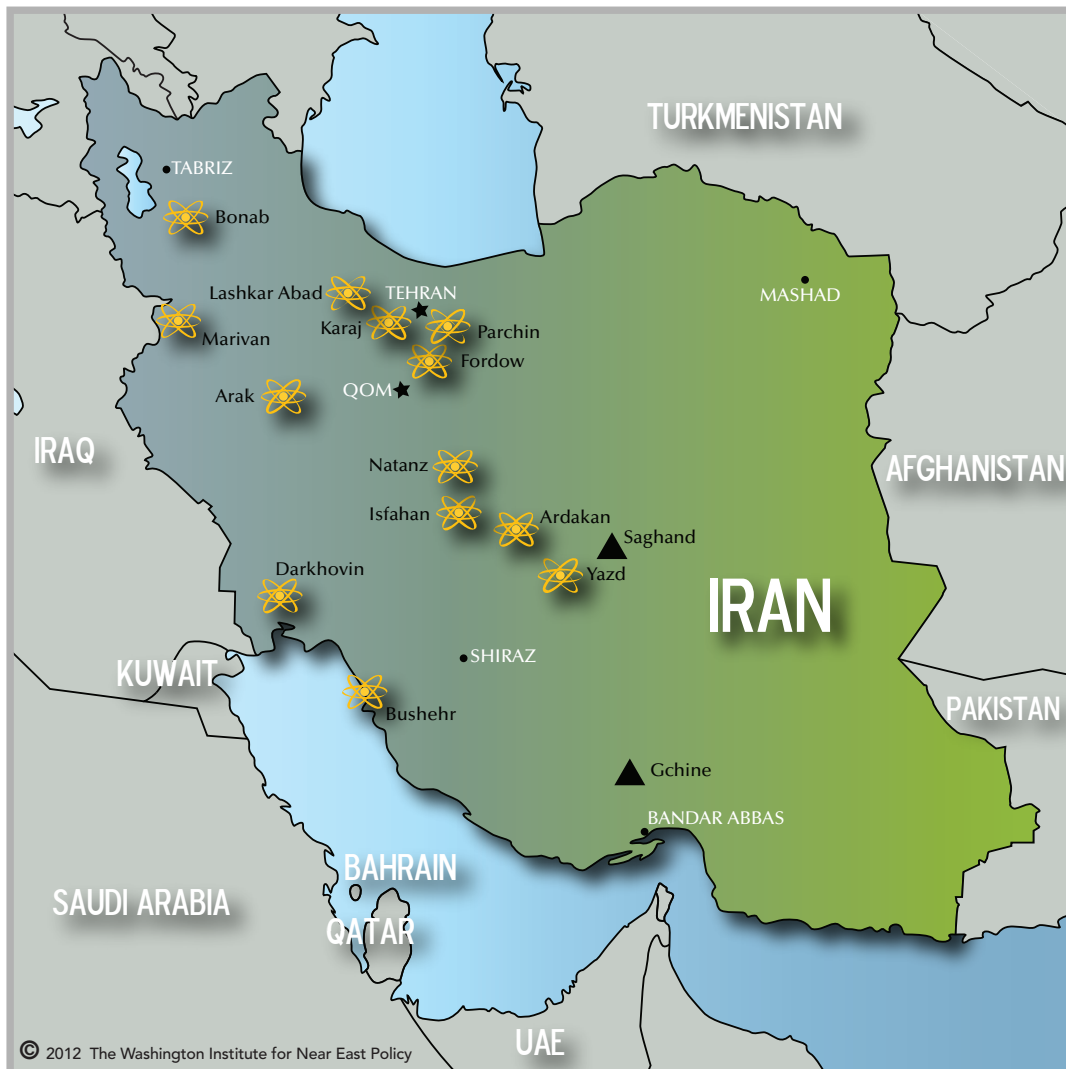 TURKMENISTAN
TABRIZ
Bonab
Lashkar Abad
TEHRAN
MASHAD
Karaj
Parchin
Marivan
Fordow
QOM
Arak
IRAQ
Natanz
AFGHANISTAN
Isfahan
Ardakan
Saghand
Darkhovin
Yazd
IRAN
SHIRAZ
KUWAIT
PAKISTAN
Bushehr
Gchine
BANDAR ABBAS
BAHRAIN
SAUDI ARABIA
QATAR
UAE
© 2012 The Washington Institute for Near East Policy